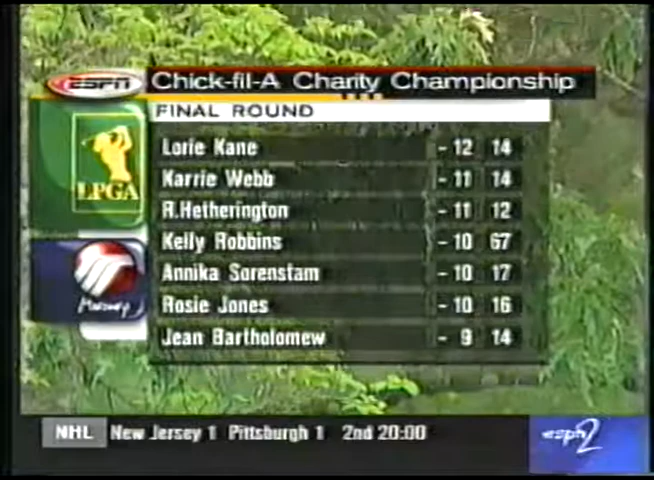 ESPN Chick-fil-A Charity Championship
FINAL ROUND
LPGA
Mercury
Lorie Kane - 12 14
Karrie Webb - 11 14
R.Hetherington - 11 12
Kelly Robbins - 10 67
Annika Sorenstam - 10 17
Rosie Jones - 10 16
Jean Bartholomew - 9 14
NHL New Jersey 1 Pittsburgh 1 2nd 20:00
espn2